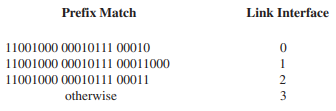 Prefix Match Link Interface
11001000 00010111 00010 0
11001000 00010111 00011000 1
11001000 00010111 00011 2
otherwise 3